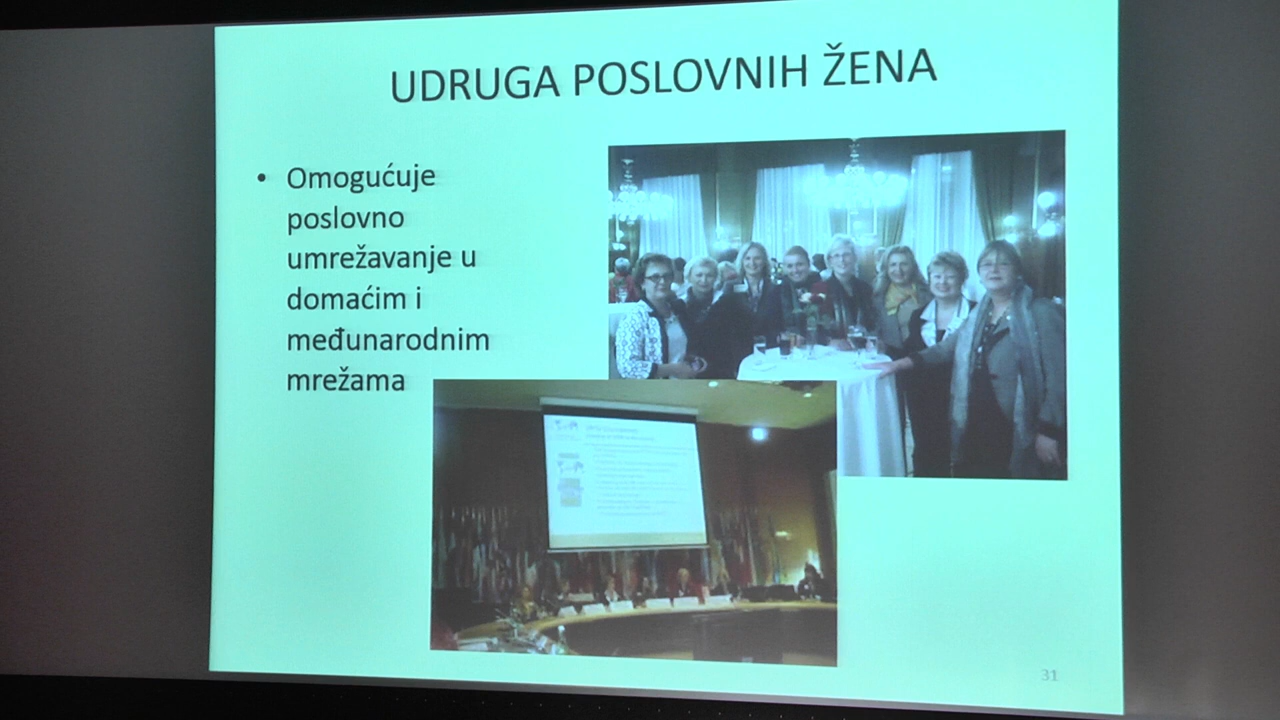 UDRUGA POSLOVNIH ŽENA
• Omogućuje
poslovno
umrežavanje u
domaćim i
međunarodnim
mrežama
31